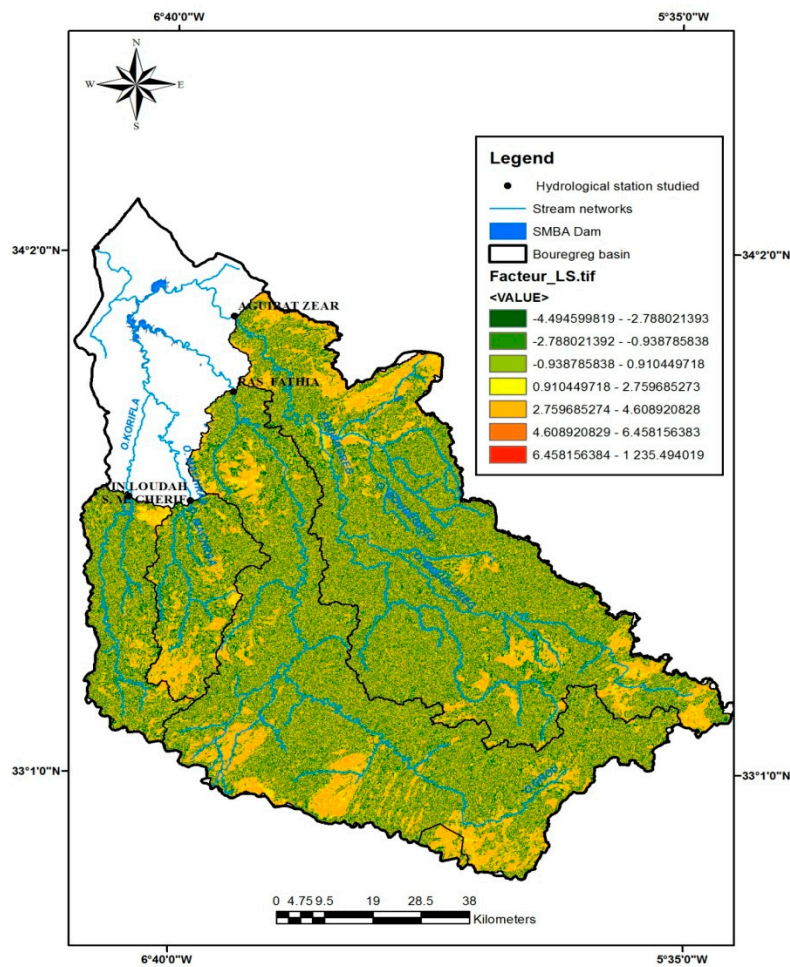 6°40'0"W
5°35'0"W
N
W
E
S
Legend
Hydrological station studied
Stream networks
SMBA Dam
Bouregreg basin
Facteur_LS.tif
<VALUE>
-4.494599819 - -2.788021393
-2.788021392 - -0.938785838
-0.938785838 - 0.910449718
0.910449718 - 2.759685273
2.759685274 - 4.608920828
4.608920829 - 6.458156383
6.458156384 - 1 235.494019
34°2'0"N
34°2'0"N
AGUIBAT ZEAR
RAS FATHIA
O.KORIFLA
IN LOUDAH
S. M. CHERIF
33°1'0"N
33°1'0"N
0 4.75 9.5 19 28.5 38
Kilometers
6°40'0"W
5°35'0"W